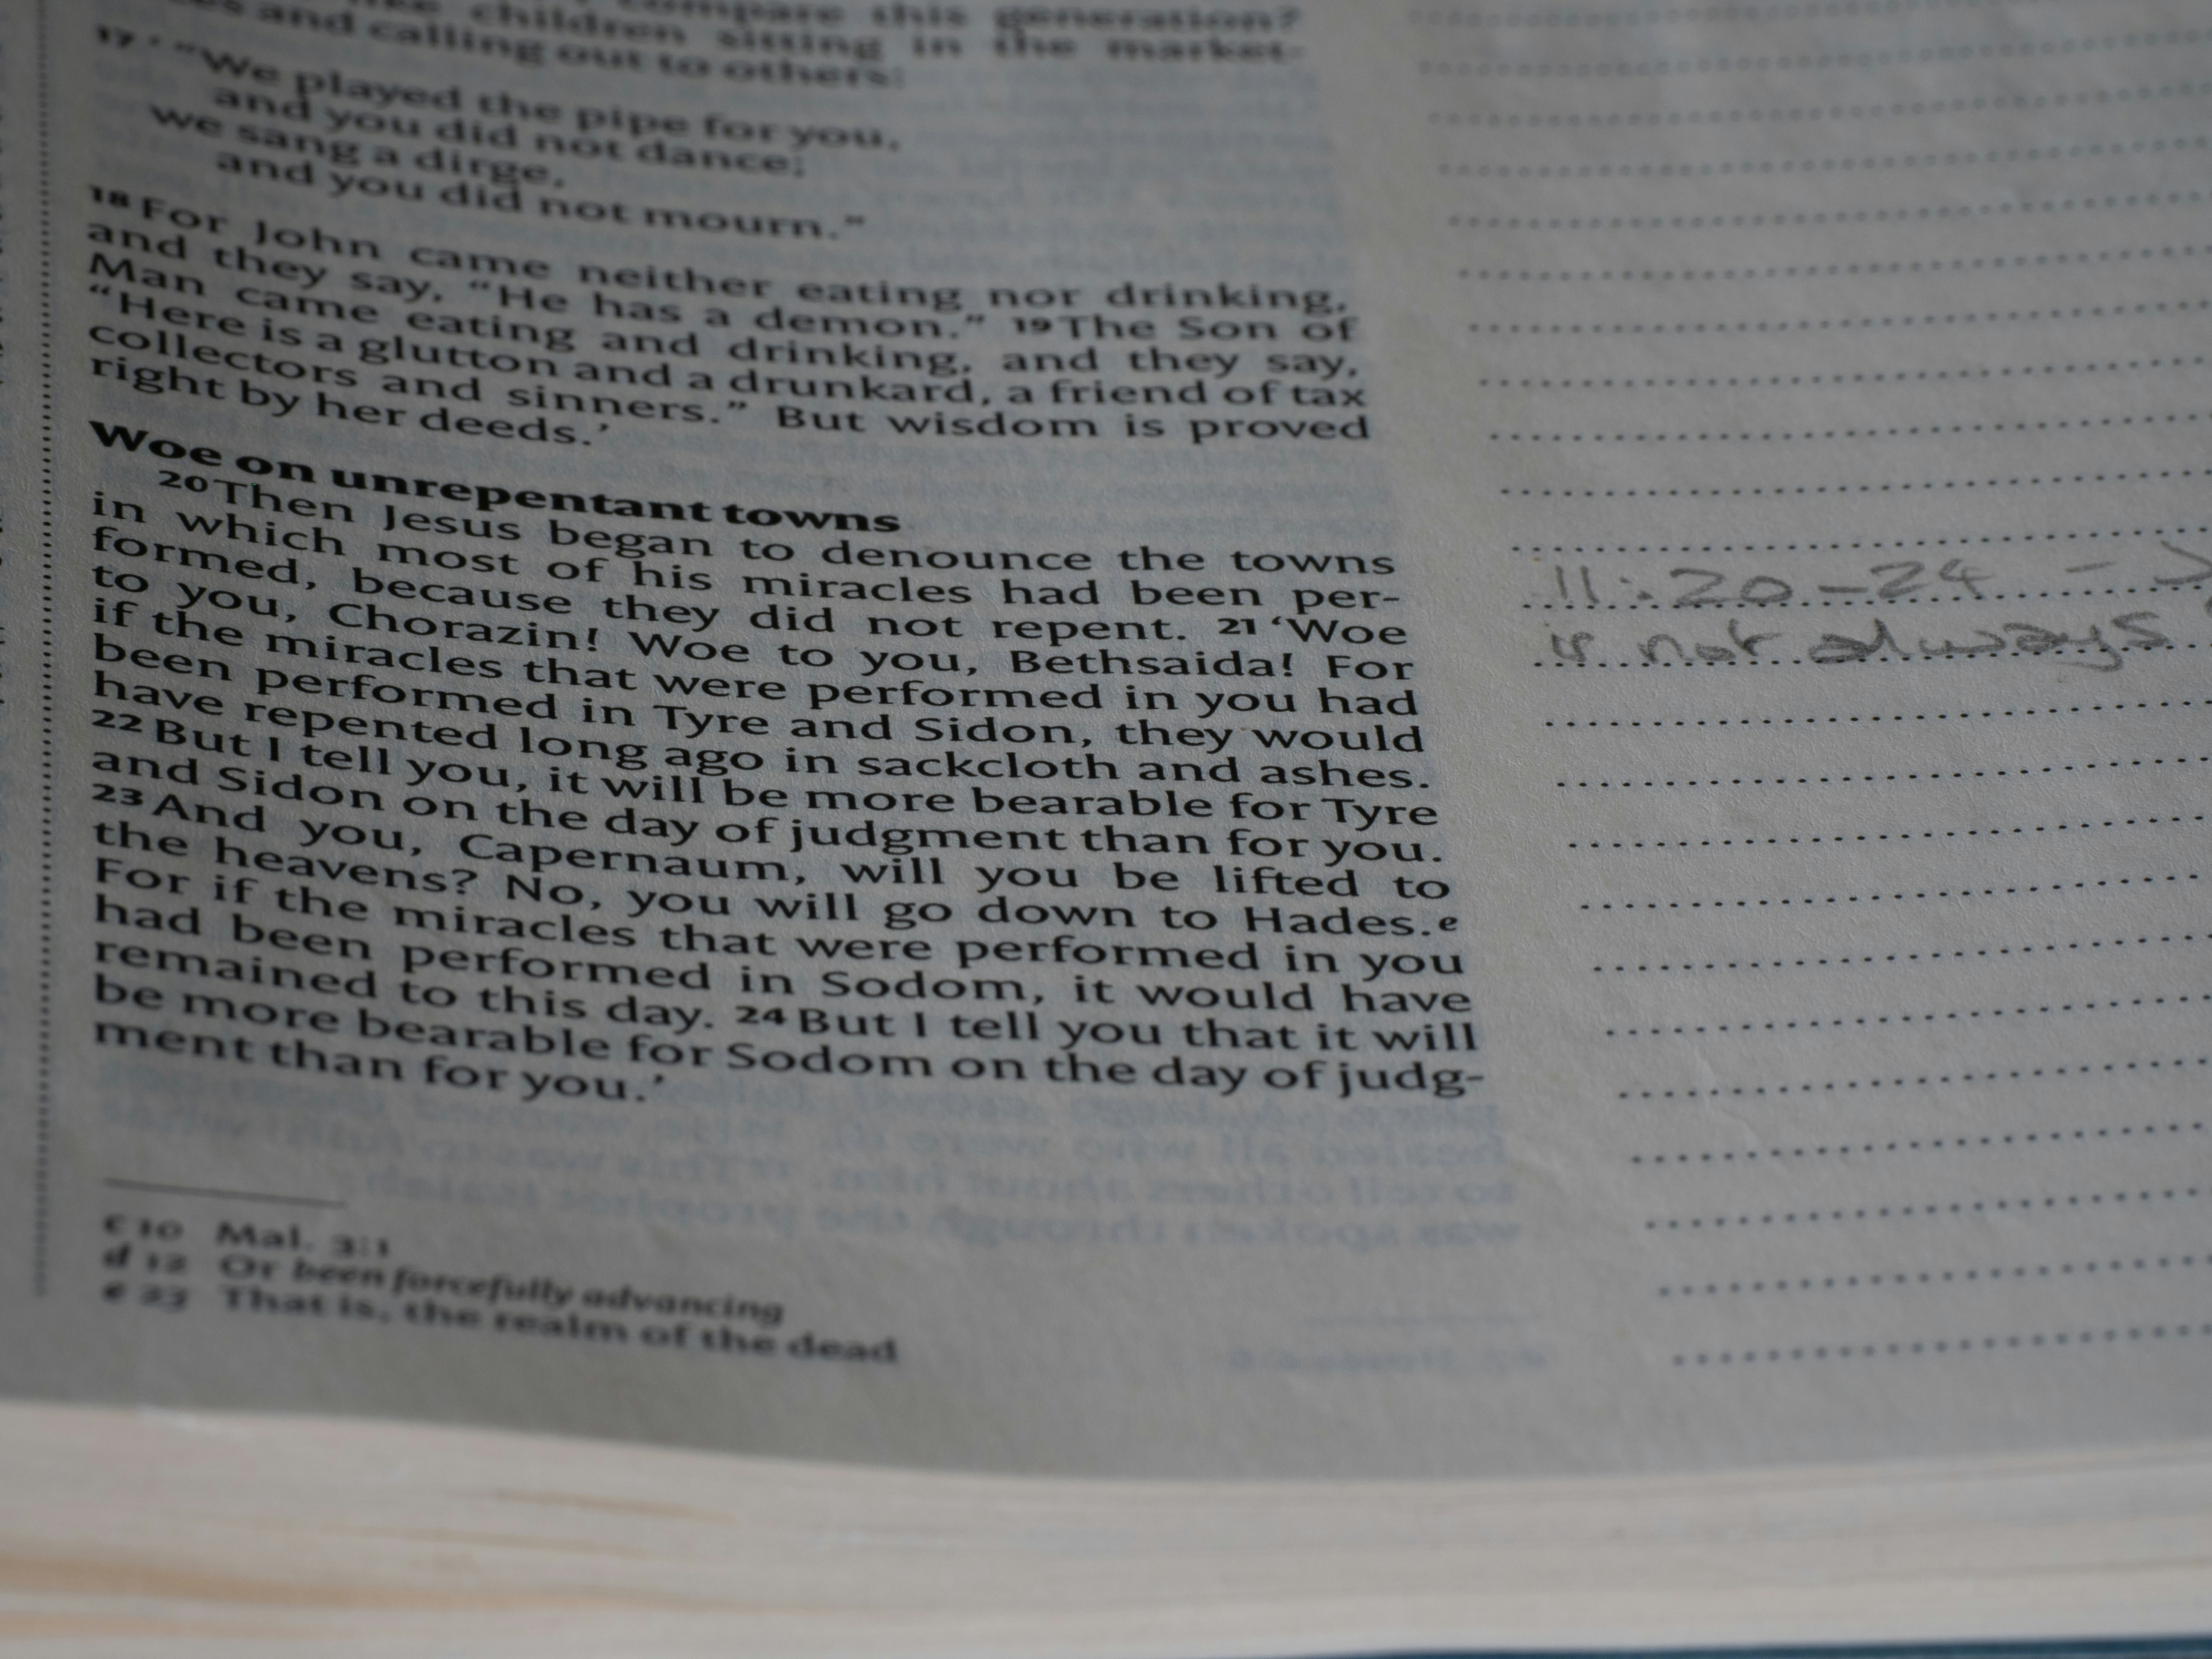 compare this generation?
children sitting in the market-
and calling out to others:
17 ‘ “We played the pipe for you,
and you did not dance;
we sang a dirge,
and you did not mourn.”
18 For John came neither eating nor drinking,
and they say, “He has a demon.” 19 The Son of
Man came eating and drinking, and they say,
“Here is a glutton and a drunkard, a friend of tax
collectors and sinners.” But wisdom is proved
right by her deeds.’
Woe on unrepentant towns
20 Then Jesus began to denounce the towns
in which most of his miracles had been per-
formed, because they did not repent. 21 ‘Woe
to you, Chorazin! Woe to you, Bethsaida! For
if the miracles that were performed in you had
been performed in Tyre and Sidon, they would
have repented long ago in sackcloth and ashes.
22 But I tell you, it will be more bearable for Tyre
and Sidon on the day of judgment than for you.
23 And you, Capernaum, will you be lifted to
the heavens? No, you will go down to Hades.e
For if the miracles that were performed in you
had been performed in Sodom, it would have
remained to this day. 24 But I tell you that it will
be more bearable for Sodom on the day of judg-
ment than for you.’
c 10 Mal. 3:1
d 12 Or been forcefully advancing
e 23 That is, the realm of the dead
11:20-24 -
is not always